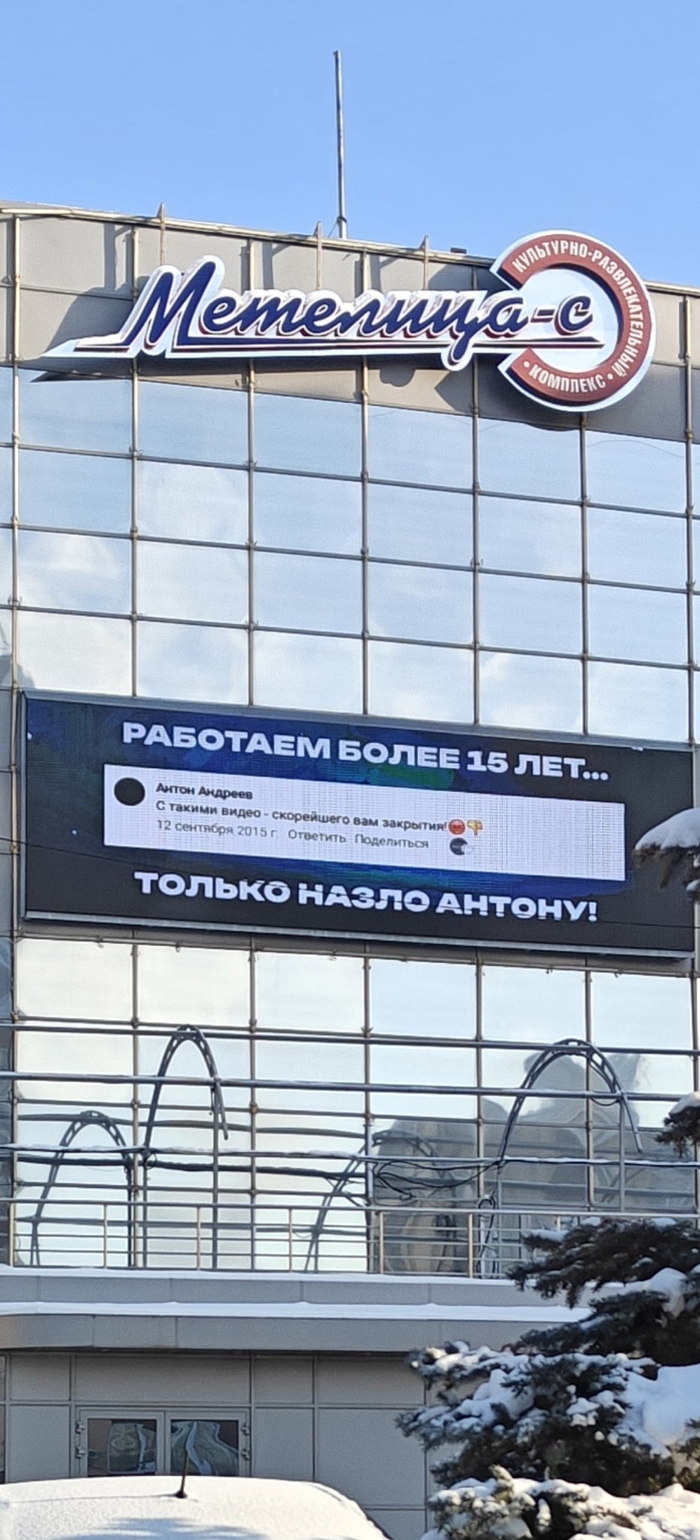 Метелица-с
КУЛЬТУРНО-РАЗВЛЕКАТЕЛЬНЫЙ
• КОМПЛЕКС •
РАБОТАЕМ БОЛЕЕ 15 ЛЕТ...
Антон Андреев
С такими видео - скорейшего вам закрытия!😡👎
12 сентября 2015 г. Ответить Поделиться
ТОЛЬКО НАЗЛО АНТОНУ!